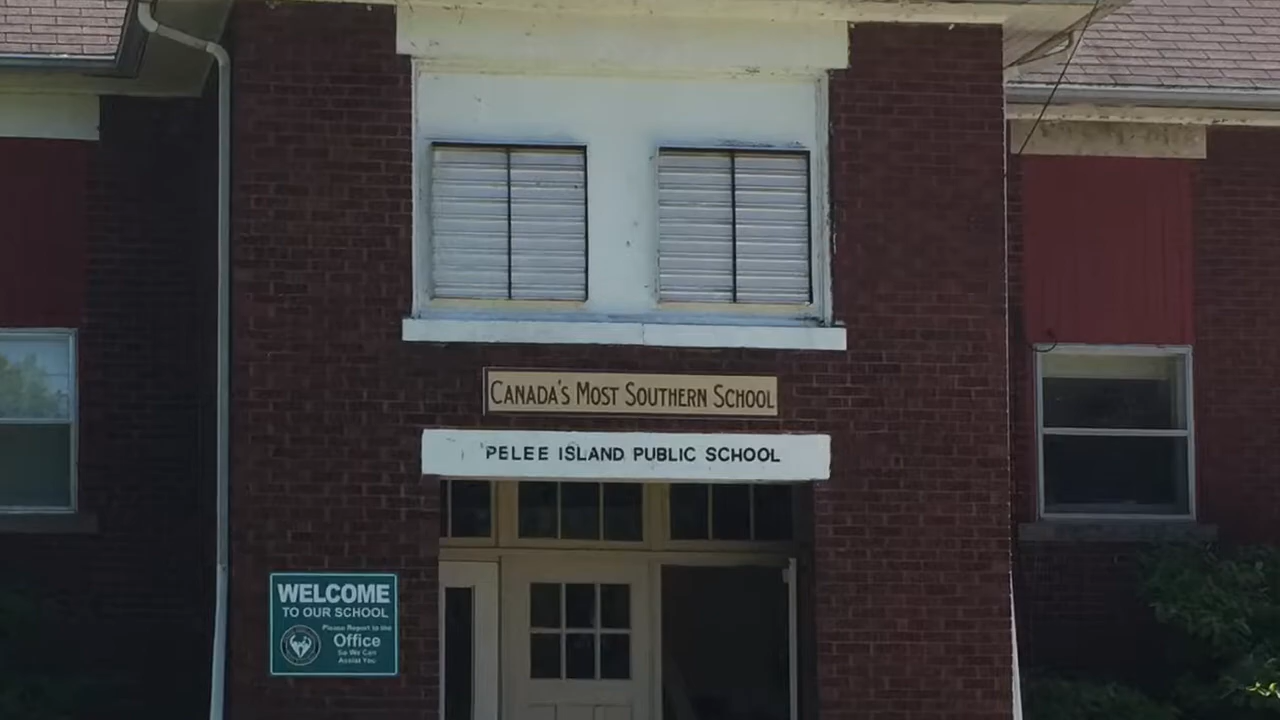 CANADA'S MOST SOUTHERN SCHOOL
PELEE ISLAND PUBLIC SCHOOL
WELCOME
TO OUR SCHOOL
Please Report to the
Office
So We Can
Assist You